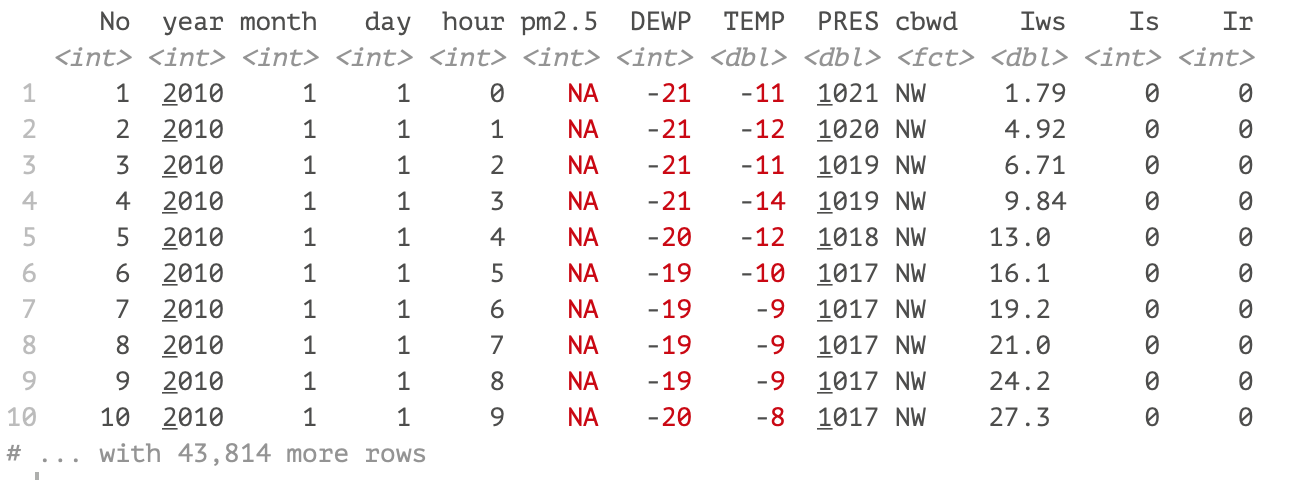 No year month day hour pm2.5 DEWP TEMP PRES cbwd Iws Is Ir
<int> <int> <int> <int> <int> <int> <int> <dbl> <dbl> <fct> <dbl> <int> <int>
1 1 2010 1 1 0 NA -21 -11 1021 NW 1.79 0 0
2 2 2010 1 1 1 NA -21 -12 1020 NW 4.92 0 0
3 3 2010 1 1 2 NA -21 -11 1019 NW 6.71 0 0
4 4 2010 1 1 3 NA -21 -14 1019 NW 9.84 0 0
5 5 2010 1 1 4 NA -20 -12 1018 NW 13.0 0 0
6 6 2010 1 1 5 NA -19 -10 1017 NW 16.1 0 0
7 7 2010 1 1 6 NA -19 -9 1017 NW 19.2 0 0
8 8 2010 1 1 7 NA -19 -9 1017 NW 21.0 0 0
9 9 2010 1 1 8 NA -19 -9 1017 NW 24.2 0 0
10 10 2010 1 1 9 NA -20 -8 1017 NW 27.3 0 0
# ... with 43,814 more rows